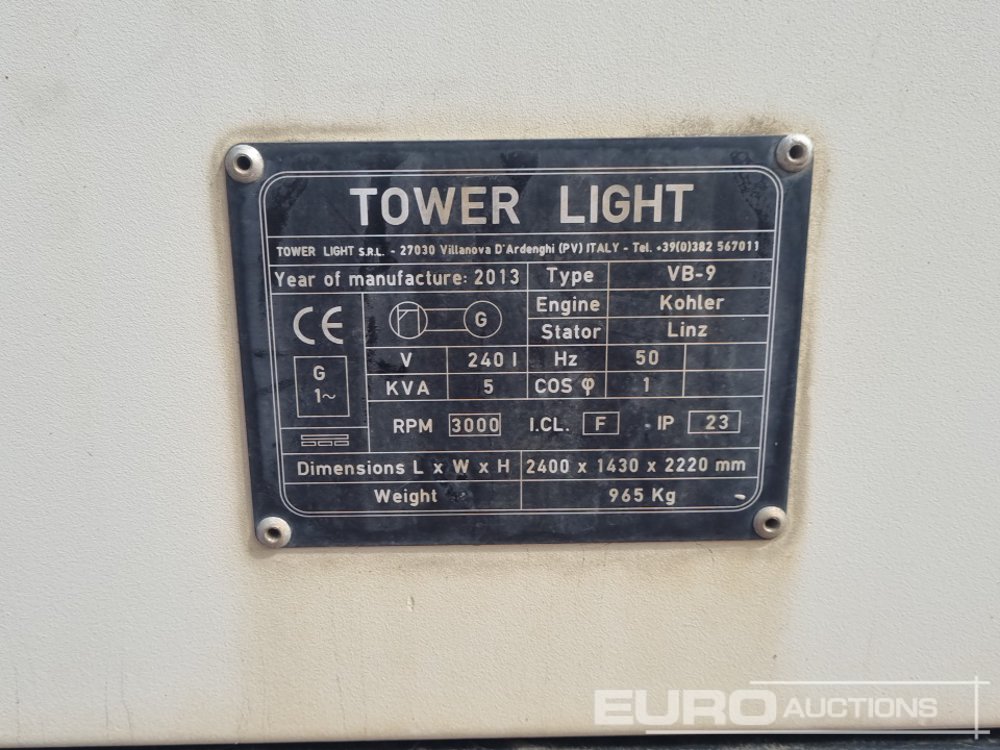 TOWER LIGHT
TOWER LIGHT S.R.L. - 27030 Villanova D'Ardenghi (PV) ITALY - Tel. +39(0)382 567011
Year of manufacture: 2013 Type VB-9
Engine Kohler
CE G
Stator Linz
V 240 I Hz 50
G
1~
KVA 5 COS φ 1
RPM 3000 I.CL. F IP 23
Dimensions L x W x H 2400 x 1430 x 2220 mm
Weight 965 Kg
EURO AUCTIONS